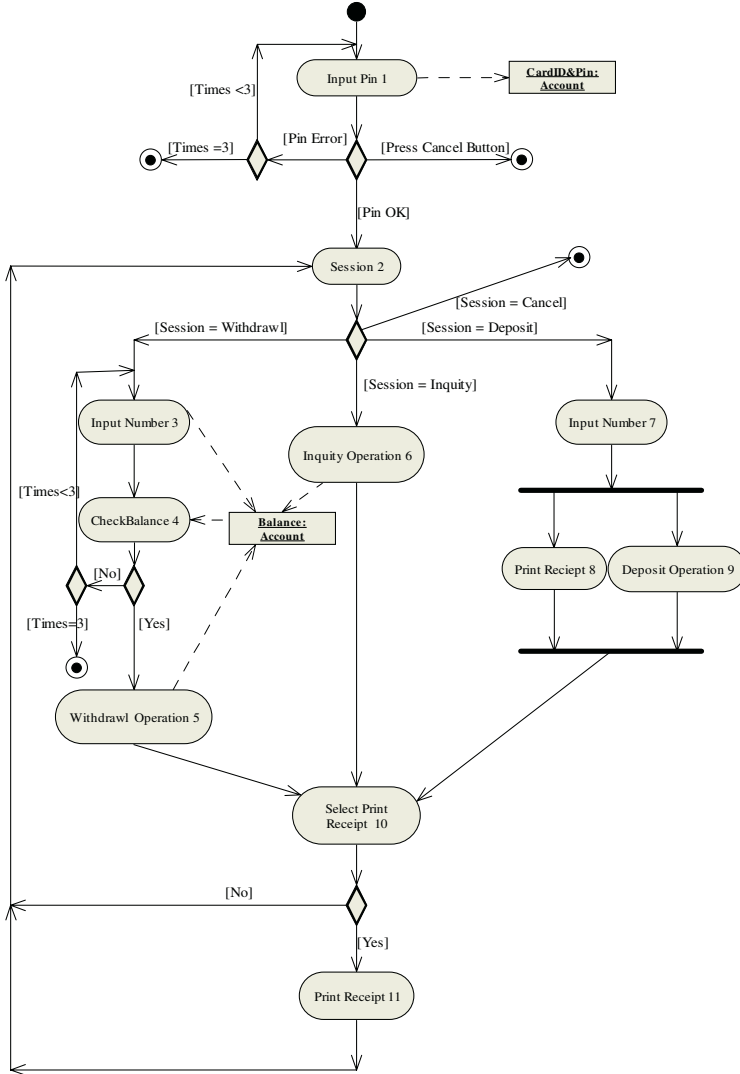 Input Pin 1
CardID&Pin:
Account
[Times <3]
[Times =3]
[Pin Error]
[Press Cancel Button]
[Pin OK]
Session 2
[Session = Cancel]
[Session = Withdrawl]
[Session = Deposit]
[Session = Inquity]
Input Number 3
Input Number 7
Inquity Operation 6
[Times<3]
CheckBalance 4
Balance:
Account
Print Reciept 8
Deposit Operation 9
[No]
[Times=3]
[Yes]
Withdrawl Operation 5
Select Print
Receipt 10
[No]
[Yes]
Print Receipt 11